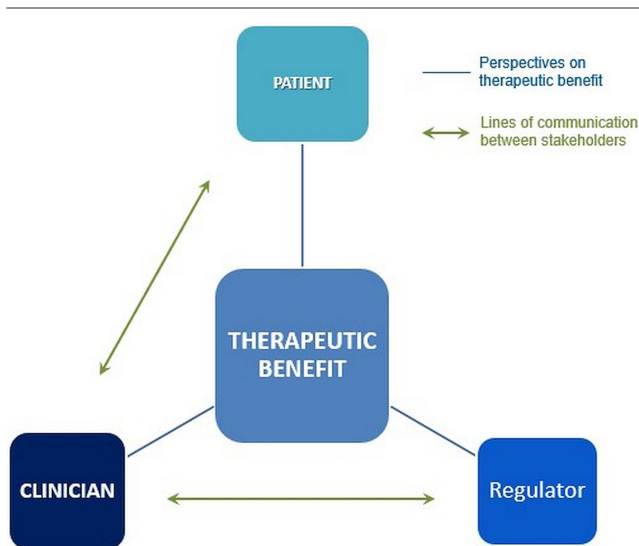 PATIENT
Perspectives on
therapeutic benefit
Lines of communication
between stakeholders
THERAPEUTIC
BENEFIT
CLINICIAN
Regulator